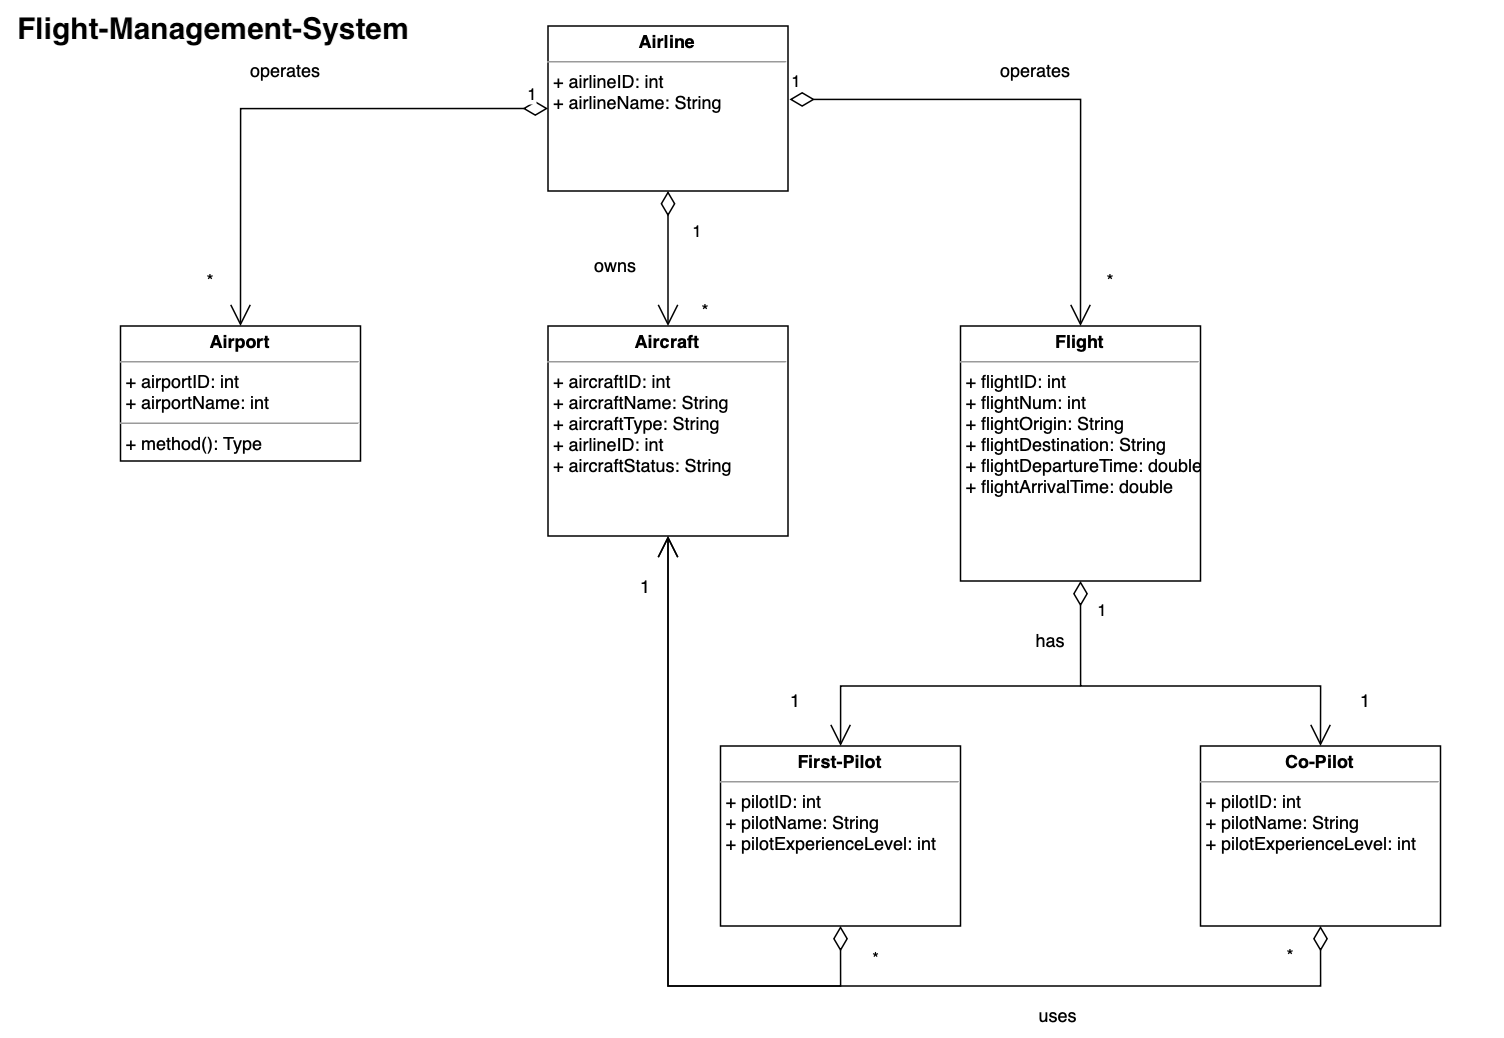 Flight-Management-System
operates
1
Airline
+ airlineID: int
+ airlineName: String
1
operates
*
1
owns
*
*
Airport
+ airportID: int
+ airportName: int
+ method(): Type
Aircraft
+ aircraftID: int
+ aircraftName: String
+ aircraftType: String
+ airlineID: int
+ aircraftStatus: String
Flight
+ flightID: int
+ flightNum: int
+ flightOrigin: String
+ flightDestination: String
+ flightDepartureTime: double
+ flightArrivalTime: double
1
1
has
1
1
First-Pilot
+ pilotID: int
+ pilotName: String
+ pilotExperienceLevel: int
Co-Pilot
+ pilotID: int
+ pilotName: String
+ pilotExperienceLevel: int
*
*
uses